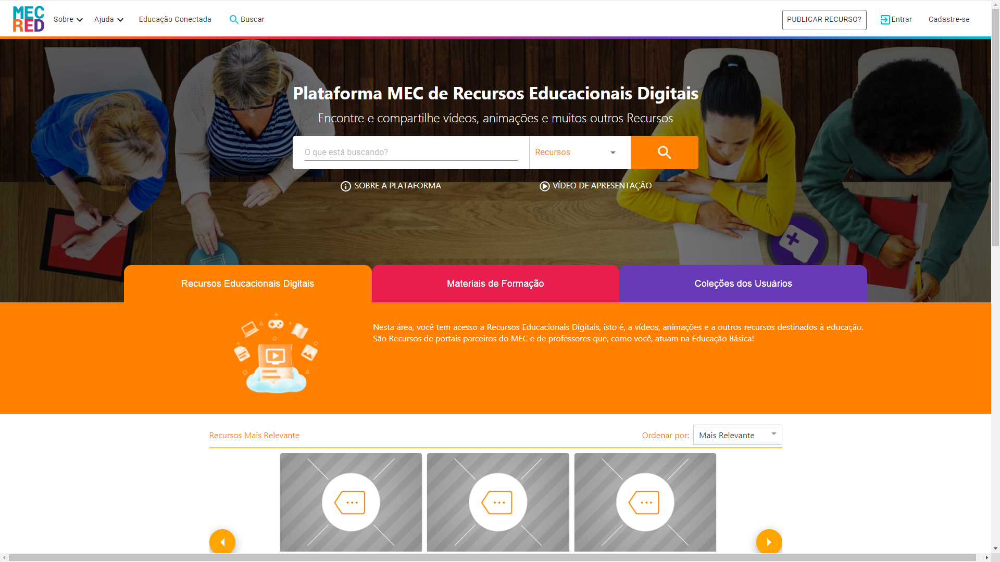 MEC
RED
Sobre
Ajuda
Educação Conectada
Buscar
PUBLICAR RECURSO?
Entrar
Cadastre-se
Plataforma MEC de Recursos Educacionais Digitais
Encontre e compartilhe vídeos, animações e muitos outros Recursos
O que está buscando?
Recursos
SOBRE A PLATAFORMA
VÍDEO DE APRESENTAÇÃO
Recursos Educacionais Digitais
Materiais de Formação
Coleções dos Usuários
Nesta área, você tem acesso a Recursos Educacionais Digitais, isto é, a vídeos, animações e a outros recursos destinados à educação.
São Recursos de portais parceiros do MEC e de professores que, como você, atuam na Educação Básica!
Recursos Mais Relevante
Ordenar por:
Mais Relevante